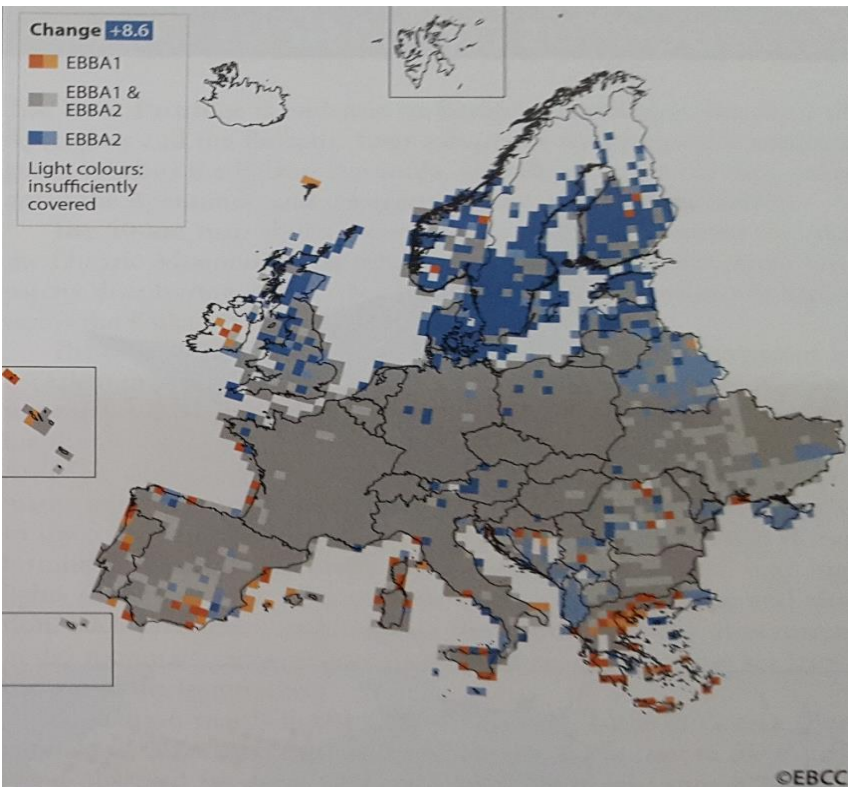 Change +8.6
EBBA1
EBBA1 &
EBBA2
EBBA2
Light colours:
insufficiently
covered
©EBCC